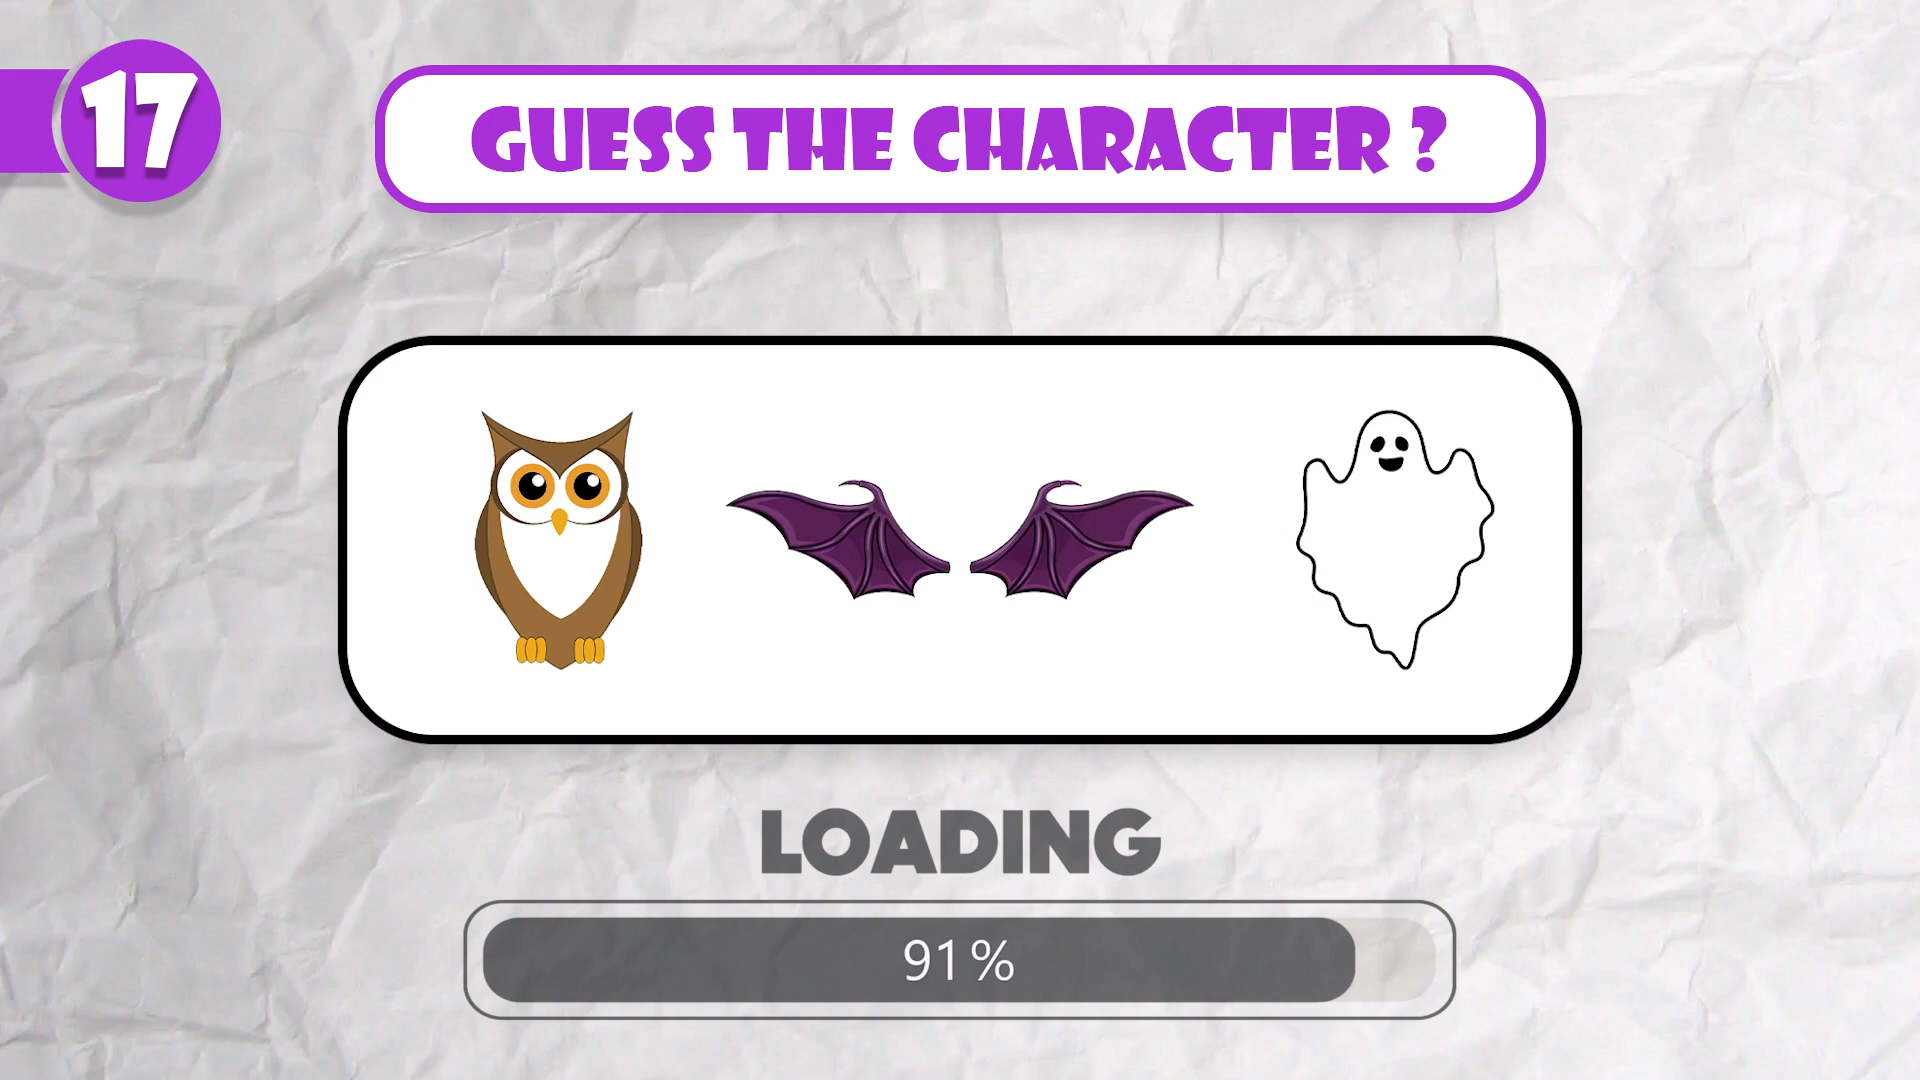 17
GUESS THE CHARACTER ?
LOADING
91%